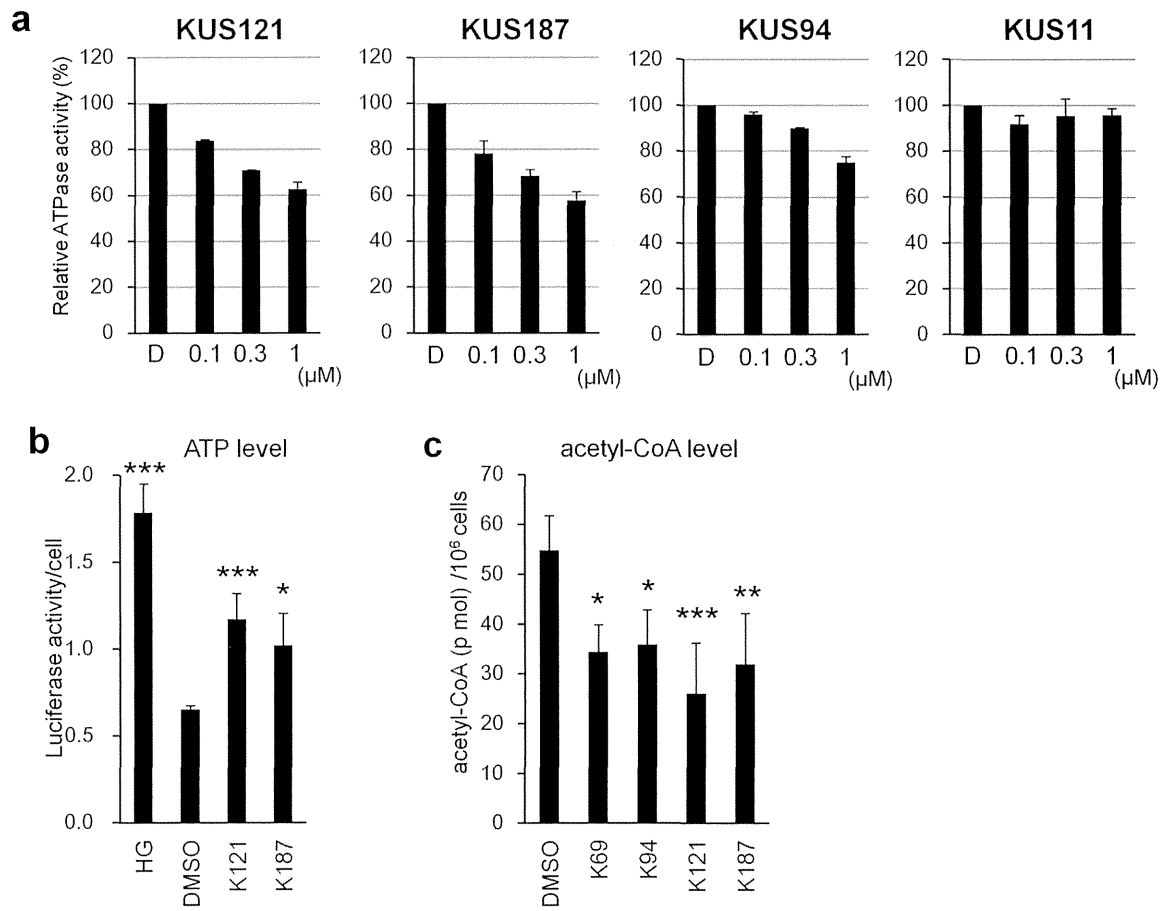 a
KUS121
KUS187
KUS94
KUS11
Relative ATPase activity (%)
120
100
80
60
40
20
0
D 0.1 0.3 1
(µM)
120
100
80
60
40
20
0
D 0.1 0.3 1
(µM)
120
100
80
60
40
20
0
D 0.1 0.3 1
(µM)
120
100
80
60
40
20
0
D 0.1 0.3 1
(µM)
b
ATP level
Luciferase activity/cell
2.0
1.5
1.0
0.5
0.0
***
***
*
HG
DMSO
K121
K187
c
acetyl-CoA level
acetyl-CoA (p mol) /10⁶ cells
70
60
50
40
30
20
10
0
*
*
***
**
DMSO
K69
K94
K121
K187